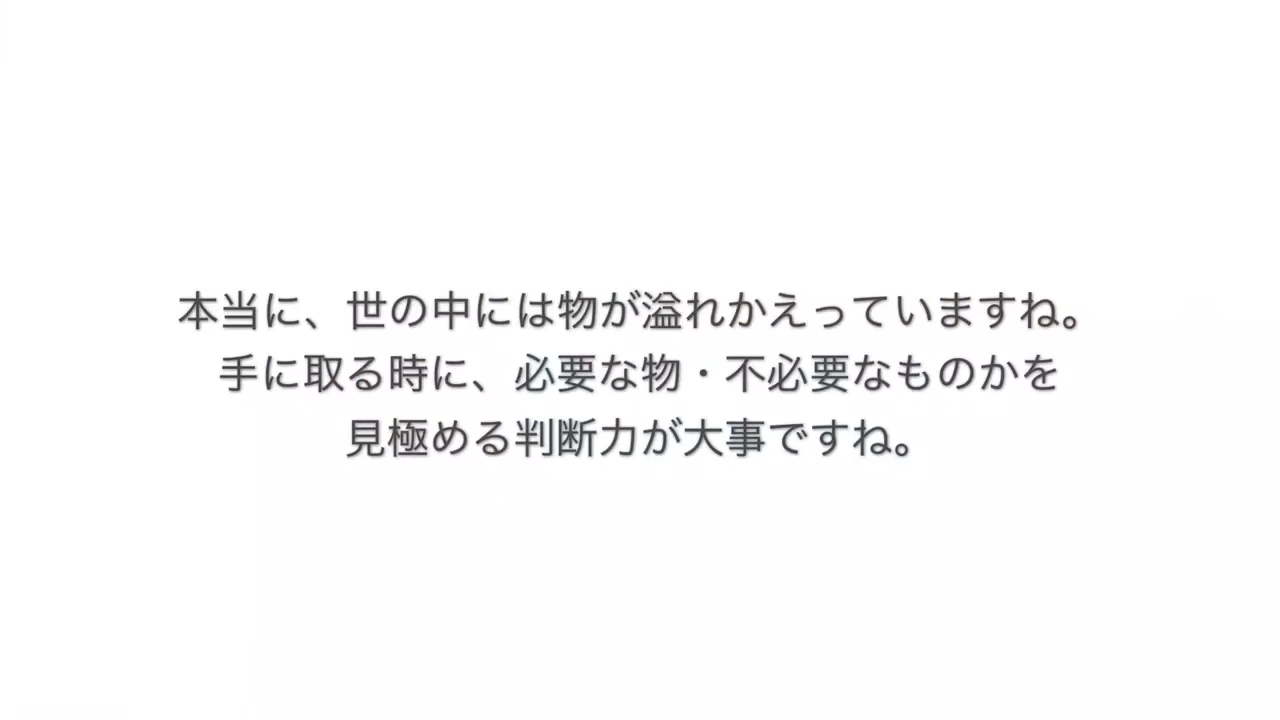 本当に、世の中には物が溢れかえっていますね。
手に取る時に、必要な物・不必要なものかを
見極める判断力が大事ですね。